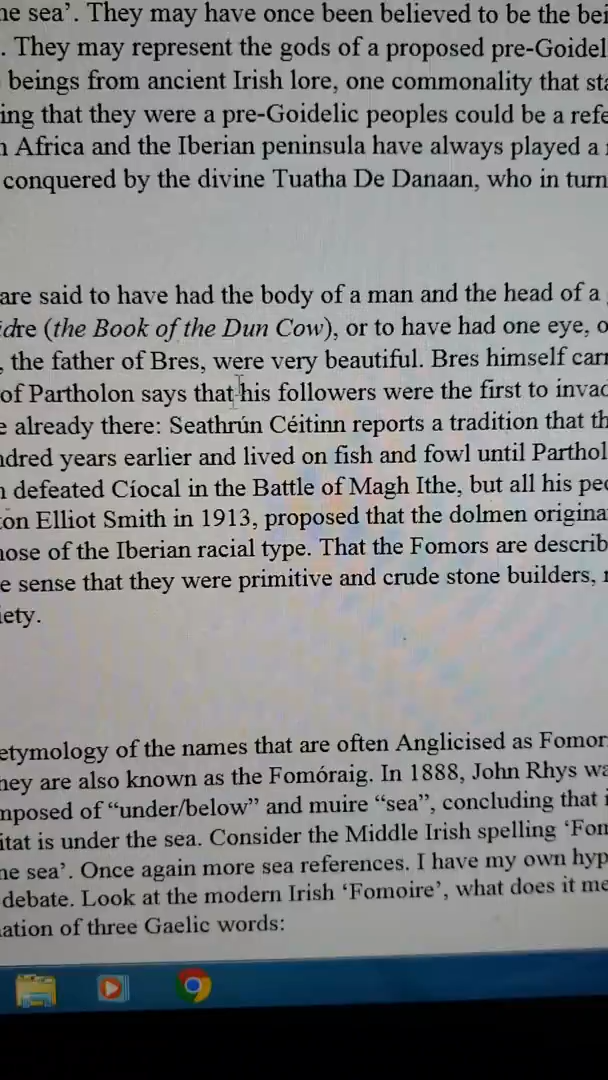 ne sea’. They may have once been believed to be the bei
. They may represent the gods of a proposed pre-Goidel
beings from ancient Irish lore, one commonality that sta
ing that they were a pre-Goidelic peoples could be a refe
n Africa and the Iberian peninsula have always played a
conquered by the divine Tuatha De Danaan, who in turn
are said to have had the body of a man and the head of a
idre (the Book of the Dun Cow), or to have had one eye, o
, the father of Bres, were very beautiful. Bres himself carr
of Partholon says that his followers were the first to invad
e already there: Seathrún Céitinn reports a tradition that th
ndred years earlier and lived on fish and fowl until Parthol
n defeated Cíocal in the Battle of Magh Ithe, but all his peo
ton Elliot Smith in 1913, proposed that the dolmen origina
hose of the Iberian racial type. That the Fomors are describ
e sense that they were primitive and crude stone builders, r
iety.
etymology of the names that are often Anglicised as Fomor
hey are also known as the Fomóraig. In 1888, John Rhys wa
mposed of “under/below” and muire “sea”, concluding that i
itat is under the sea. Consider the Middle Irish spelling ‘Fom
he sea’. Once again more sea references. I have my own hyp
debate. Look at the modern Irish ‘Fomoire’, what does it me
ation of three Gaelic words: